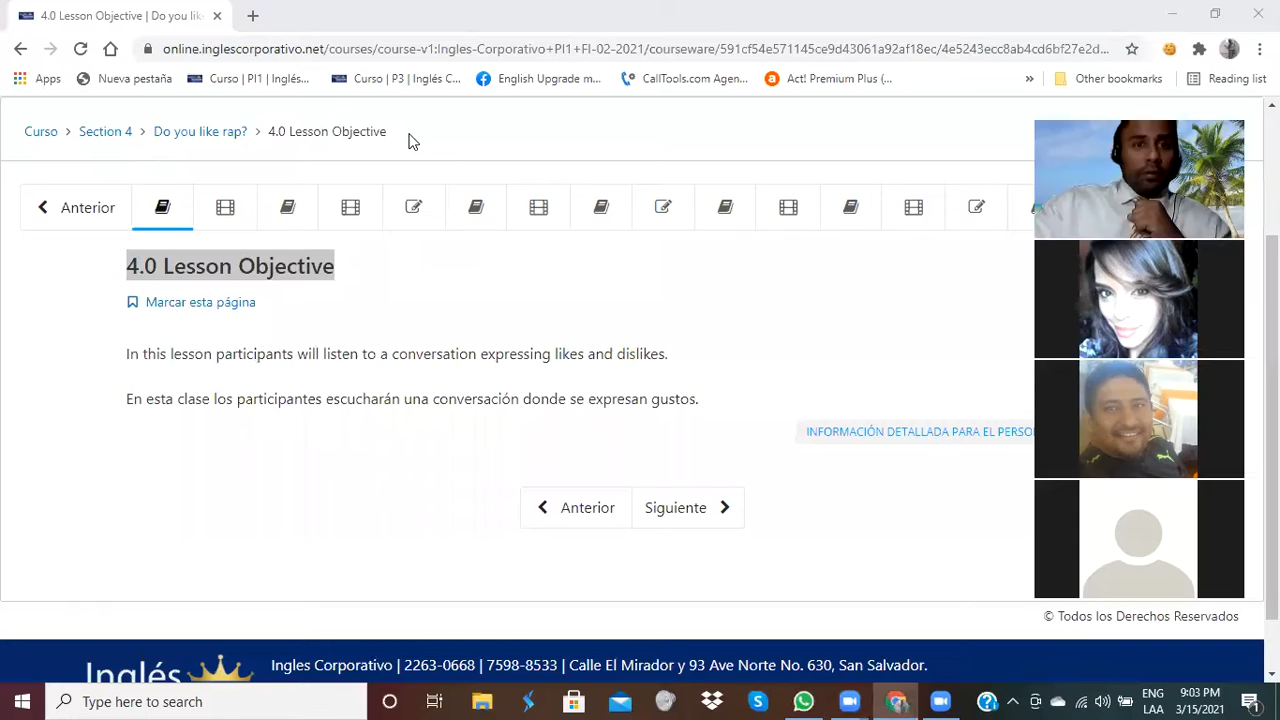 4.0 Lesson Objective | Do you lik
online.inglescorporativo.net/courses/course-v1:Ingles-Corporativo+PI1+FI-02-2021/courseware/591cf54e571145ce9d43061a92af18ec/4e5243ecc8ab4cd6bf27e2d...
Apps Nueva pestaña Curso | PI1 | Inglés... Curso | P3 | Inglés C... English Upgrade m... CallTools.com Agen... Act! Premium Plus (... » Other bookmarks Reading list
Curso > Section 4 > Do you like rap? > 4.0 Lesson Objective
Anterior
4.0 Lesson Objective
Marcar esta página
In this lesson participants will listen to a conversation expressing likes and dislikes.
En esta clase los participantes escucharán una conversación donde se expresan gustos.
INFORMACIÓN DETALLADA PARA EL PERSO
Anterior Siguiente
© Todos los Derechos Reservados
Inglés
Ingles Corporativo | 2263-0668 | 7598-8533 | Calle El Mirador y 93 Ave Norte No. 630, San Salvador.
Type here to search
ENG 9:03 PM
LAA 3/15/2021
1